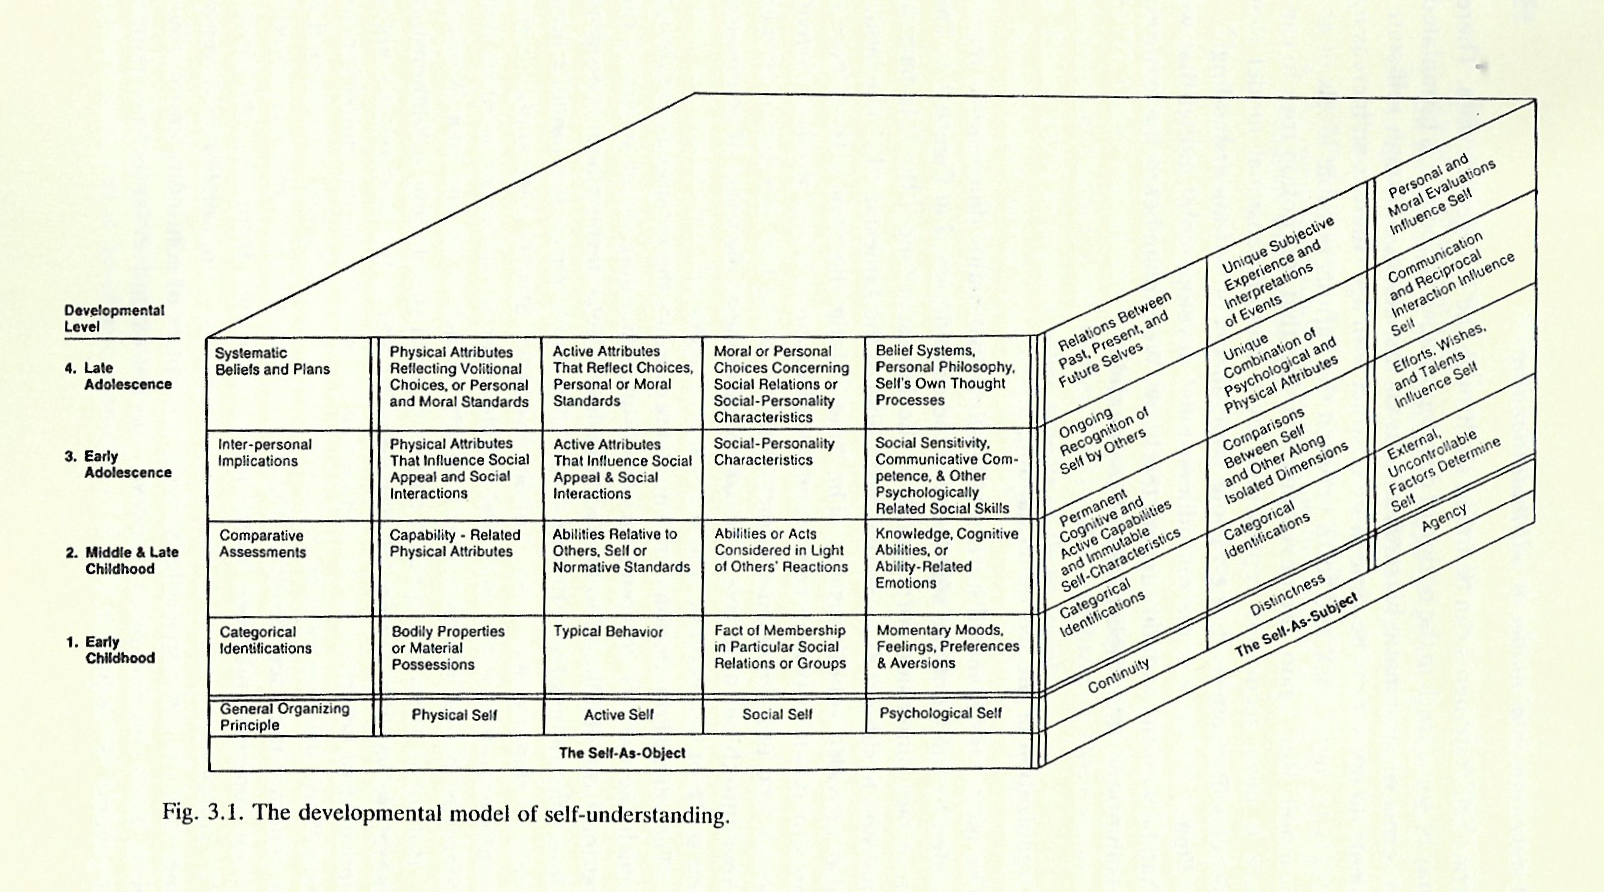 Developmental
Level
4. Late
Adolescence
3. Early
Adolescence
2. Middle & Late
Childhood
1. Early
Childhood
Systematic
Beliefs and Plans
Physical Attributes
Reflecting Volitional
Choices, or Personal
and Moral Standards
Active Attributes
That Reflect Choices,
Personal or Moral
Standards
Moral or Personal
Choices Concerning
Social Relations or
Social-Personality
Characteristics
Belief Systems,
Personal Philosophy,
Self's Own Thought
Processes
Inter-personal
Implications
Physical Attributes
That Influence Social
Appeal and Social
Interactions
Active Attributes
That Influence Social
Appeal & Social
Interactions
Social-Personality
Characteristics
Social Sensitivity,
Communicative Com-
petence, & Other
Psychologically
Related Social Skills
Comparative
Assessments
Capability - Related
Physical Attributes
Abilities Relative to
Others, Self or
Normative Standards
Abilities or Acts
Considered in Light
of Others' Reactions
Knowledge, Cognitive
Abilities, or
Ability-Related
Emotions
Categorical
Identifications
Bodily Properties
or Material
Possessions
Typical Behavior
Fact of Membership
in Particular Social
Relations or Groups
Momentary Moods,
Feelings, Preferences
& Aversions
General Organizing
Principle
Physical Self
Active Self
Social Self
Psychological Self
The Self-As-Object
Relations Between
Past, Present, and
Future Selves
Unique Subjective
Experience and
Interpretations
of Events
Personal and
Moral Evaluations
Influence Self
Ongoing
Recognition of
Self by Others
Unique
Combination of
Psychological and
Physical Attributes
Communication
and Reciprocal
Interaction Influence
Self
Permanent
Cognitive and
Active Capabilities
and Immutable
Self-Characteristics
Comparisons
Between Self
and Other Along
Isolated Dimensions
Efforts, Wishes,
and Talents
Influence Self
Categorical
Identifications
Categorical
Identifications
External,
Uncontrollable
Factors Determine
Self
Continuity
Distinctness
Agency
The Self-As-Subject
Fig. 3.1. The developmental model of self-understanding.